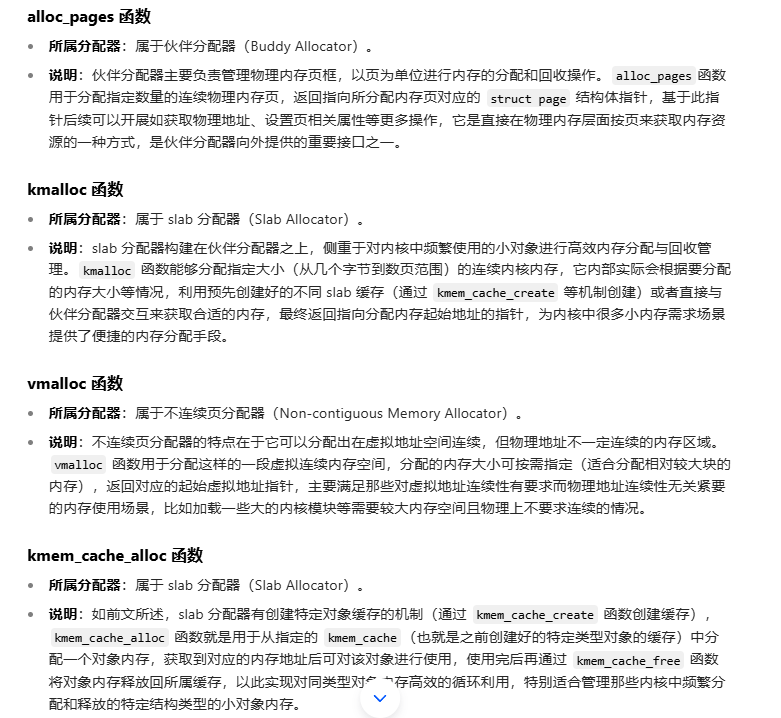 alloc_pages 函数
所属分配器：属于伙伴分配器（Buddy Allocator）。
说明：伙伴分配器主要负责管理物理内存页框，以页为单位进行内存的分配和回收操作。alloc_pages 函数
用于分配指定数量的连续物理内存页，返回指向所分配内存页对应的 struct page 结构体指针，基于此指
针后续可以开展如获取物理地址、设置页相关属性等更多操作，它是直接在物理内存层面按页来获取内存资
源的一种方式，是伙伴分配器向外提供的重要接口之一。
kmalloc 函数
所属分配器：属于 slab 分配器（Slab Allocator）。
说明：slab 分配器构建在伙伴分配器之上，侧重于对内核中频繁使用的小对象进行高效内存分配与回收管
理。kmalloc 函数能够分配指定大小（从几个字节到数页范围）的连续内核内存，它内部实际会根据要分配
的内存大小等情况，利用预先创建好的不同 slab 缓存（通过 kmem_cache_create 等机制创建）或者直接与
伙伴分配器交互来获取合适的内存，最终返回指向分配内存起始地址的指针，为内核中很多小内存需求场景
提供了便捷的内存分配手段。
vmalloc 函数
所属分配器：属于不连续页分配器（Non-contiguous Memory Allocator）。
说明：不连续页分配器的特点在于它可以分配出在虚拟地址空间连续，但物理地址不一定连续的内存区域。
vmalloc 函数用于分配这样的一段虚拟连续内存空间，分配的内存大小可按需指定（适合分配相对较大块的
内存），返回对应的起始虚拟地址指针，主要满足那些对虚拟地址连续性有要求而物理地址连续性无关紧要
的内存使用场景，比如加载一些大的内核模块等需要较大内存空间且物理上不要求连续的情况。
kmem_cache_alloc 函数
所属分配器：属于 slab 分配器（Slab Allocator）。
说明：如前文所述，slab 分配器有创建特定对象缓存的机制（通过 kmem_cache_create 函数创建缓存），
kmem_cache_alloc 函数就是用于从指定的 kmem_cache （也就是之前创建好的特定类型对象的缓存）中分
配一个对象内存，获取到对应的内存地址后可对该对象进行使用，使用完后再通过 kmem_cache_free 函数
将对象内存释放回所属缓存，以此实现对同类型对象内存高效的循环利用，特别适合管理那些内核中频繁分
配和释放的特定结构类型的小对象内存。